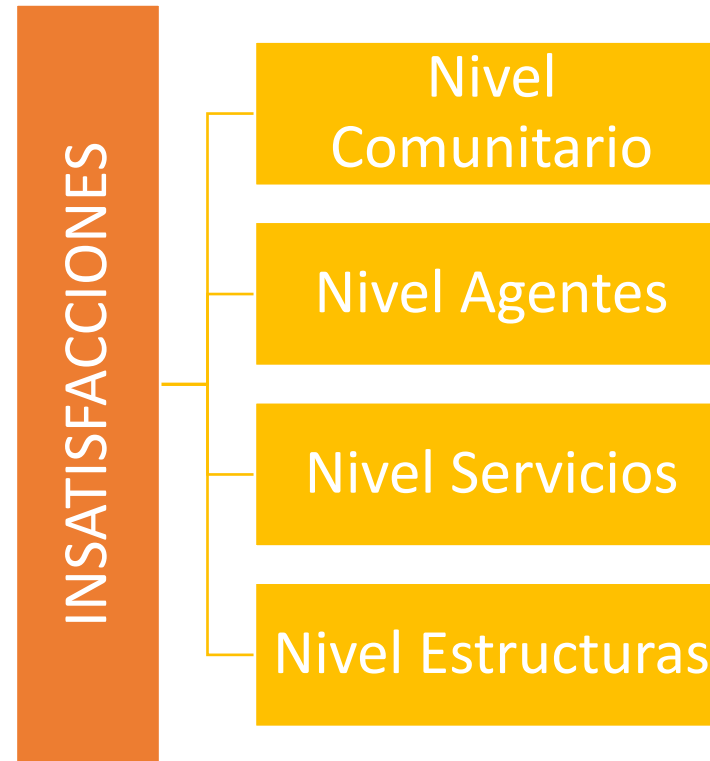 INSATISFACCIONES
Nivel
Comunitario
Nivel Agentes
Nivel Servicios
Nivel Estructuras